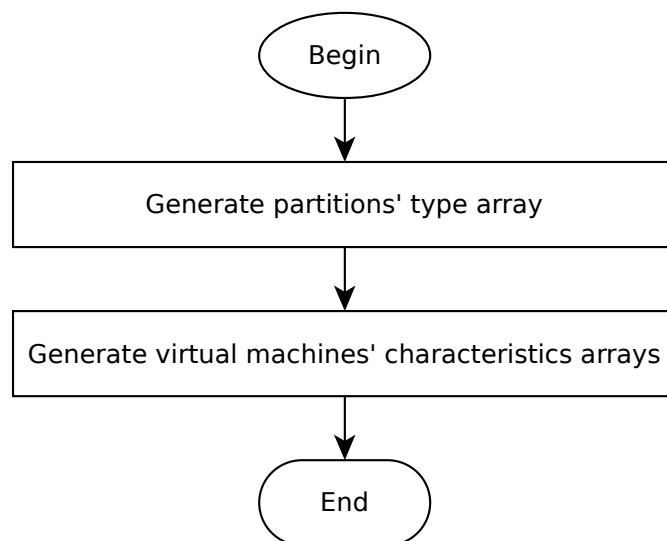 Begin
Generate partitions' type array
Generate virtual machines' characteristics arrays
End